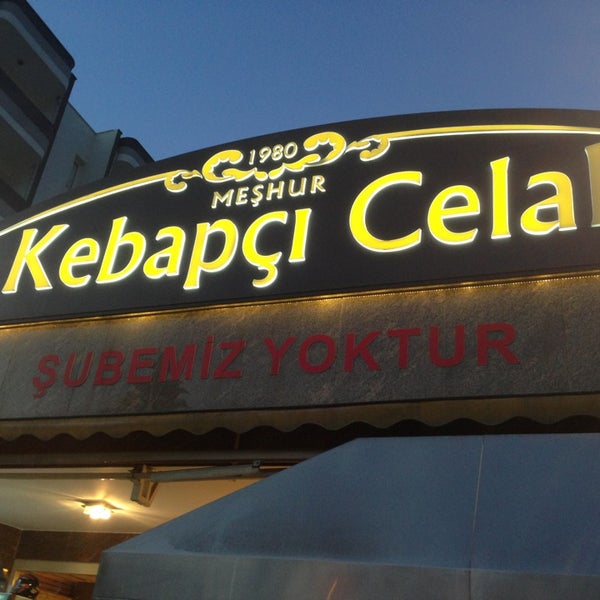 1980
MEŞHUR
Kebapçı Celal
ŞUBEMİZ YOKTUR